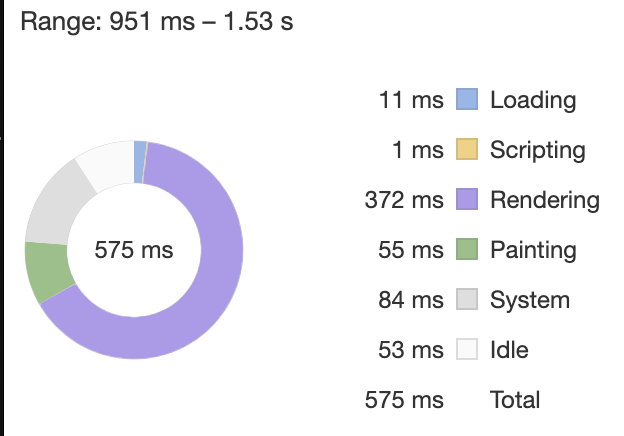 Range: 951 ms – 1.53 s
575 ms
11 ms Loading
1 ms Scripting
372 ms Rendering
55 ms Painting
84 ms System
53 ms Idle
575 ms Total